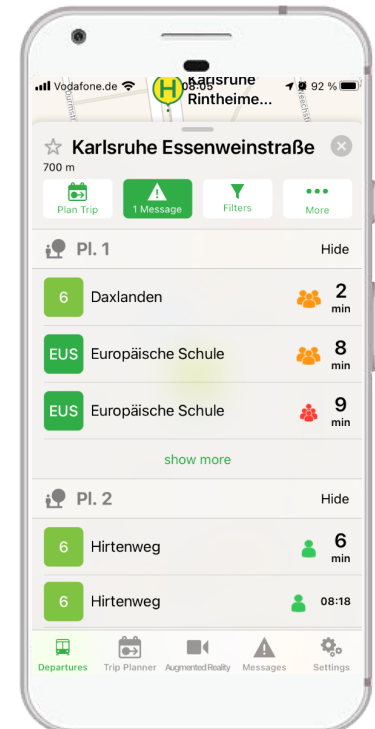 Vodafone.de
08:05
92 %
Karlsruhe
H
Rintheime...
Karlsruhe Essenweinstraße
700 m
Plan Trip
1 Message
Filters
More
Pl. 1
Hide
6
Daxlanden
2
min
EUS
Europäische Schule
8
min
EUS
Europäische Schule
9
min
show more
Pl. 2
Hide
6
Hirtenweg
6
min
6
Hirtenweg
08:18
Departures
Trip Planner
Augmented Reality
Messages
Settings